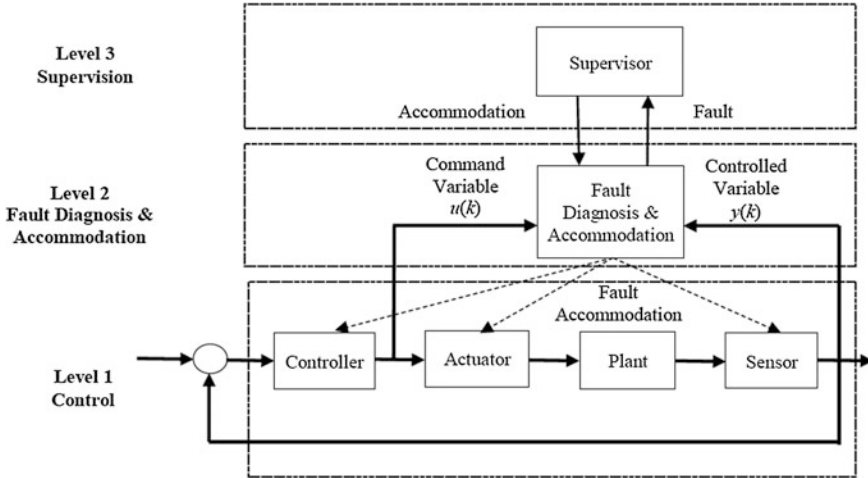 Level 3
Supervision
Supervisor
Accommodation
Fault
Level 2
Fault Diagnosis &
Accommodation
Command
Variable
u(k)
Fault
Diagnosis &
Accommodation
Controlled
Variable
y(k)
Fault
Accommodation
Level 1
Control
Controller
Actuator
Plant
Sensor